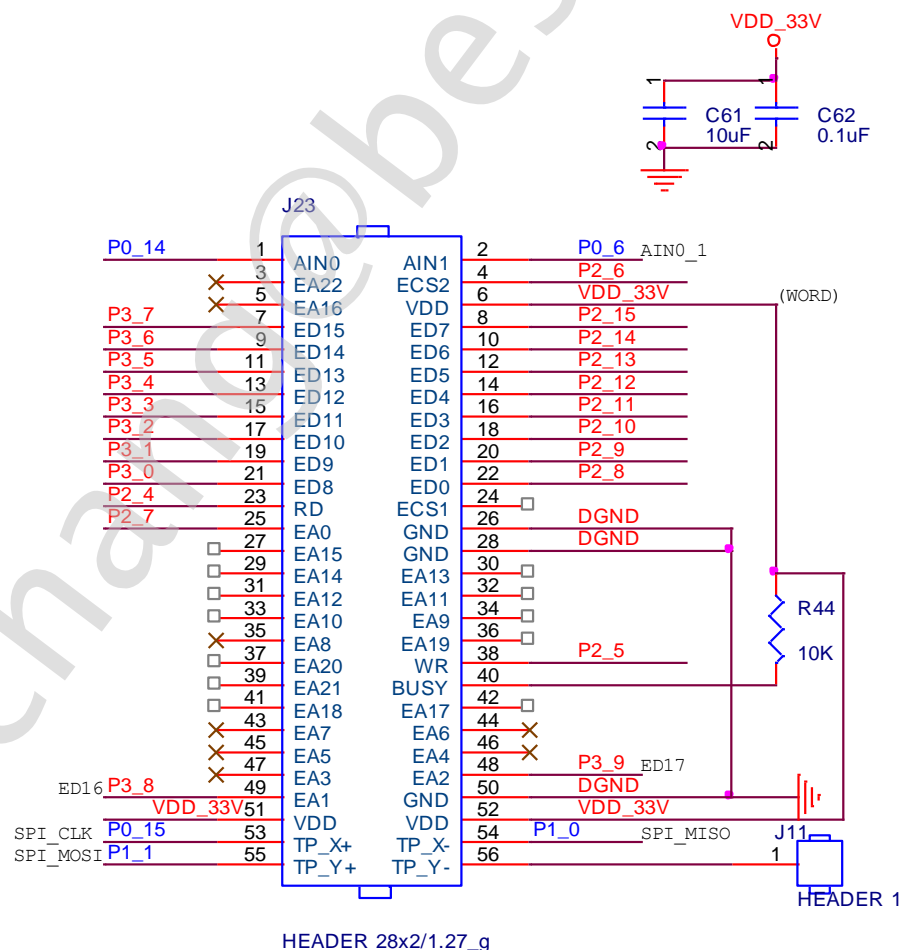 VDD_33V
1 1
C61 C62
10uF 0.1uF
2 2
J23
P0_14 1 AIN0 AIN1 2 P0_6 AIN0_1
3 EA22 ECS2 4 P2_6
5 EA16 VDD 6 VDD_33V (WORD)
P3_7 7 ED15 ED7 8 P2_15
P3_6 9 ED14 ED6 10 P2_14
P3_5 11 ED13 ED5 12 P2_13
P3_4 13 ED12 ED4 14 P2_12
P3_3 15 ED11 ED3 16 P2_11
P3_2 17 ED10 ED2 18 P2_10
P3_1 19 ED9 ED1 20 P2_9
P3_0 21 ED8 ED0 22 P2_8
P2_4 23 RD ECS1 24
P2_7 25 EA0 GND 26 DGND
27 EA15 GND 28 DGND
29 EA14 EA13 30
31 EA12 EA11 32
33 EA10 EA9 34 R44
35 EA8 EA19 36
37 EA20 WR 38 P2_5 10K
39 EA21 BUSY 40
41 EA18 EA17 42
43 EA7 EA6 44
45 EA5 EA4 46
47 EA3 EA2 48 P3_9 ED17
ED16 P3_8 49 EA1 GND 50 DGND
VDD_33V 51 VDD VDD 52 VDD_33V
SPI_CLK P0_15 53 TP_X+ TP_X- 54 P1_0 SPI_MISO J11
SPI_MOSI P1_1 55 TP_Y+ TP_Y- 56 1
HEADER 1
HEADER 28x2/1.27_g
hang@bes